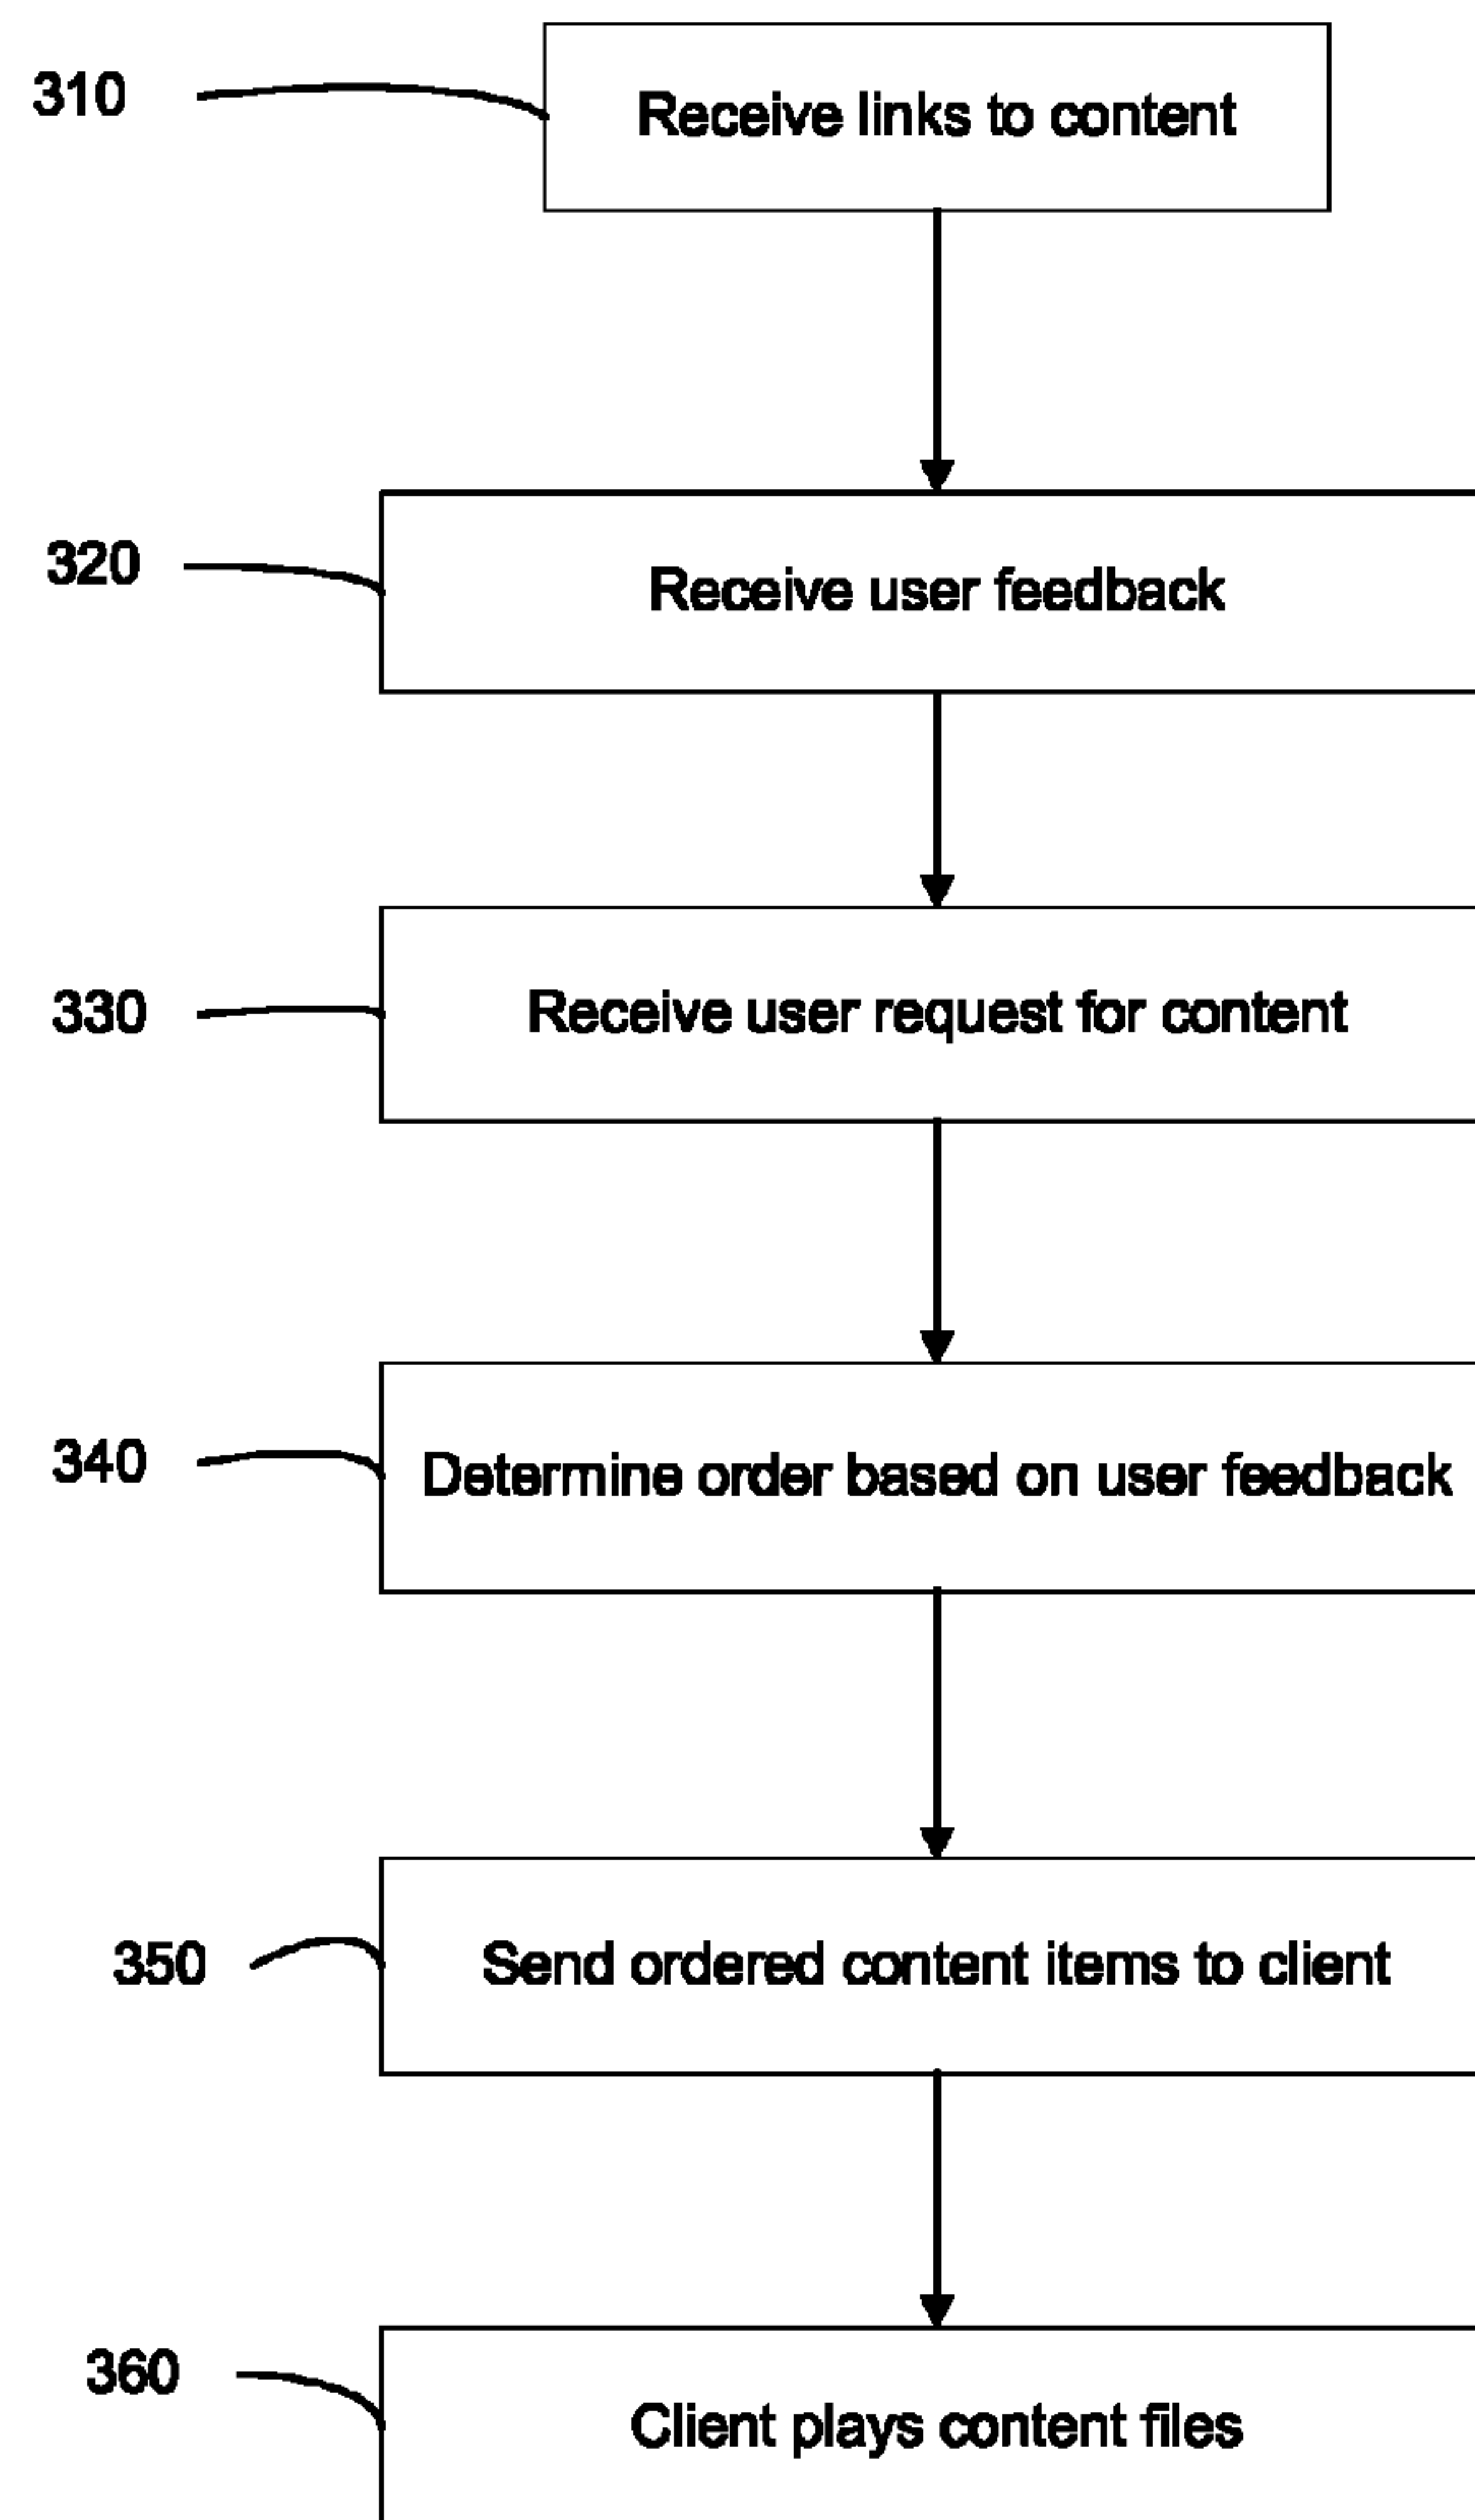 310
Receive links to content
320
Receive user feedback
330
Receive user request for content
340
Determine order based on user feedback
350
Send ordered content items to client
360
Client plays content files